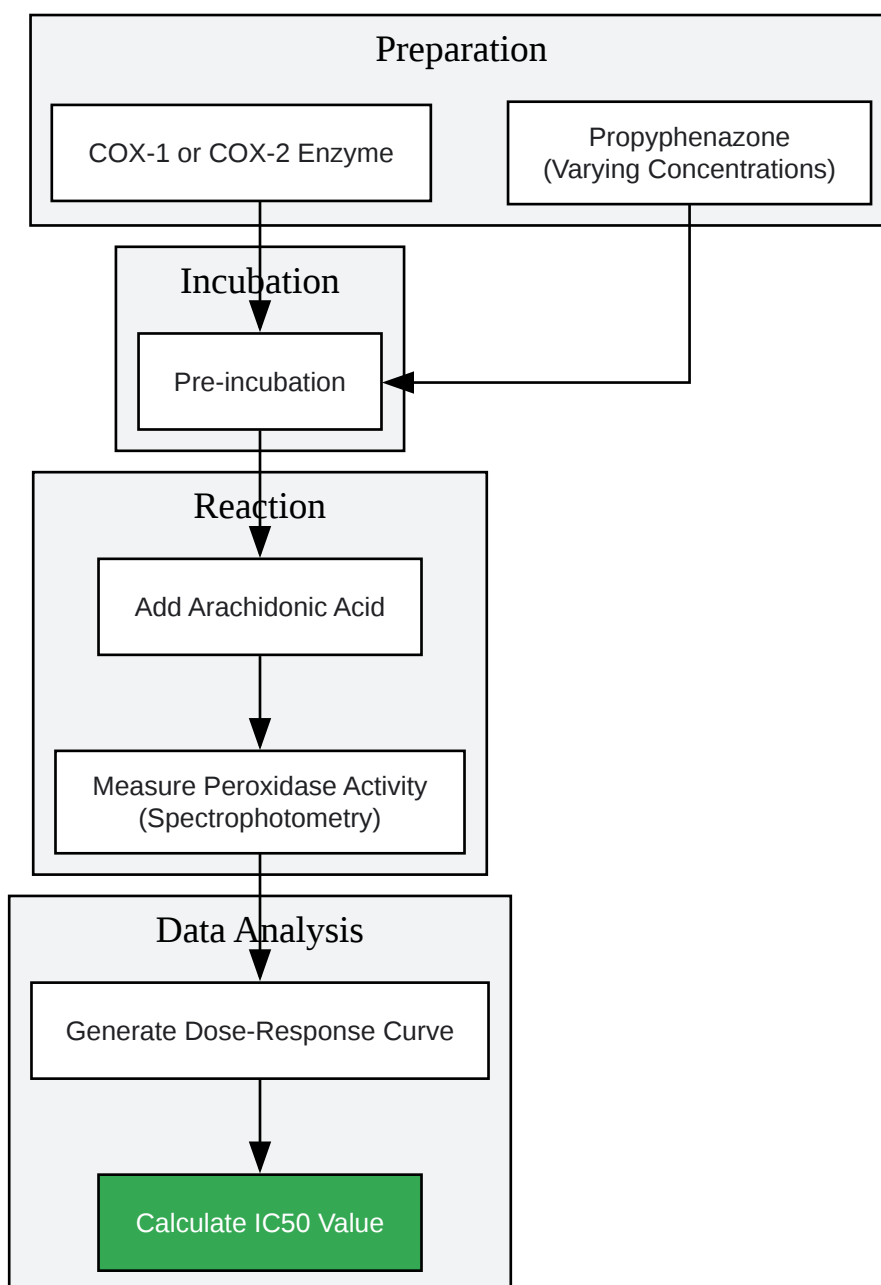 Preparation
COX-1 or COX-2 Enzyme
Propyphenazone
(Varying Concentrations)
Incubation
Pre-incubation
Reaction
Add Arachidonic Acid
Measure Peroxidase Activity
(Spectrophotometry)
Data Analysis
Generate Dose-Response Curve
Calculate IC50 Value